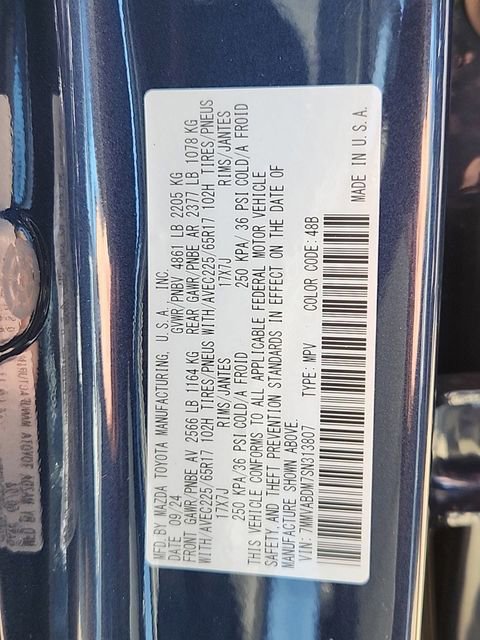 MFD.BY MAZDA TOYOTA MANUFACTURING, U.S.A., INC.
DATE 09/24 GVWR/PNBV 4861 LB 2205 KG
FRONT GAWR/PNBE AV 2566 LB 1164 KG REAR GAWR/PNBE AR 2377 LB 1078 KG
WITH/AVEC225/65R17 102H TIRES/PNEUS WITH/AVEC225/65R17 102H TIRES/PNEUS
17X7J RIMS/JANTES 17X7J RIMS/JANTES
250 KPA/36 PSI COLD/A FROID 250 KPA/36 PSI COLD/A FROID
THIS VEHICLE CONFORMS TO ALL APPLICABLE FEDERAL MOTOR VEHICLE
SAFETY AND THEFT PREVENTION STANDARDS IN EFFECT ON THE DATE OF
MANUFACTURE SHOWN ABOVE.
VIN: 7MMVABDM7SN313807 TYPE: MPV COLOR CODE: 48B
MADE IN U.S.A.